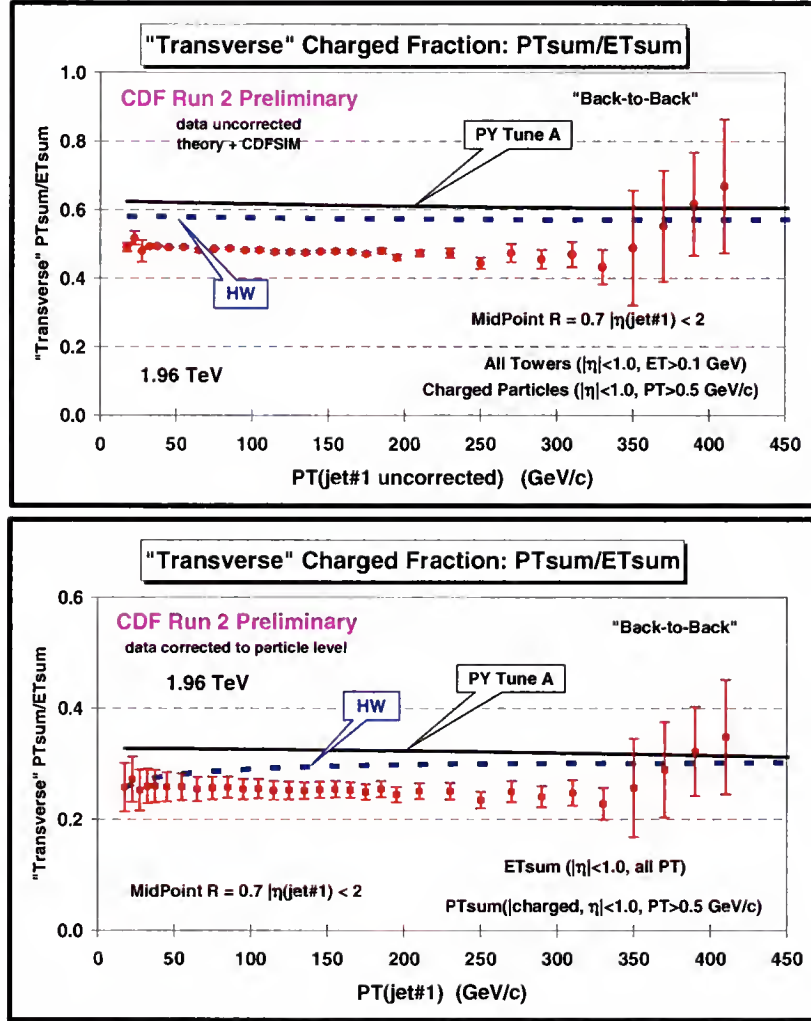 "Transverse" Charged Fraction: PTsum/ETsum
CDF Run 2 Preliminary
data uncorrected
theory + CDFSIM
"Back-to-Back"
PY Tune A
HW
MidPoint R = 0.7 |η(jet#1) < 2
1.96 TeV
All Towers (|η|<1.0, ET>0.1 GeV)
Charged Particles (|η|<1.0, PT>0.5 GeV/c)
"Transverse" PTsum/ETsum
1.0
0.8
0.6
0.4
0.2
0.0
0 50 100 150 200 250 300 350 400 450
PT(jet#1 uncorrected) (GeV/c)
"Transverse" Charged Fraction: PTsum/ETsum
CDF Run 2 Preliminary
data corrected to particle level
"Back-to-Back"
1.96 TeV
PY Tune A
HW
ETsum (|η|<1.0, all PT)
MidPoint R = 0.7 |η(jet#1) < 2
PTsum(|charged, η|<1.0, PT>0.5 GeV/c)
"Transverse" PTsum/ETsum
0.6
0.4
0.2
0.0
0 50 100 150 200 250 300 350 400 450
PT(jet#1) (GeV/c)